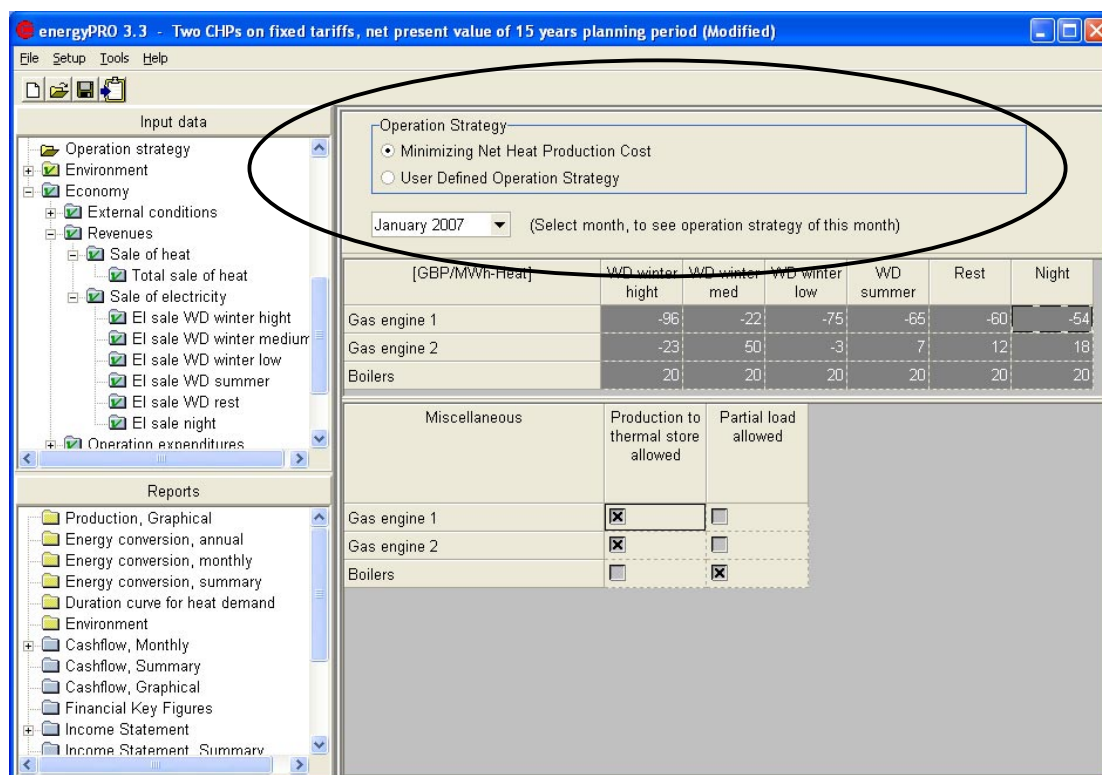 energyPRO 3.3 - Two CHPs on fixed tariffs, net present value of 15 years planning period (Modified)
File Setup Tools Help
Input data
Operation strategy
Environment
Economy
External conditions
Revenues
Sale of heat
Total sale of heat
Sale of electricity
El sale WD winter hight
El sale WD winter medium
El sale WD winter low
El sale WD summer
El sale WD rest
El sale night
Operation expenditures
Reports
Production, Graphical
Energy conversion, annual
Energy conversion, monthly
Energy conversion, summary
Duration curve for heat demand
Environment
Cashflow, Monthly
Cashflow, Summary
Cashflow, Graphical
Financial Key Figures
Income Statement
Income Statement, Summary
Operation Strategy
Minimizing Net Heat Production Cost
User Defined Operation Strategy
January 2007 (Select month, to see operation strategy of this month)
[GBP/MWh-Heat] WD winter WD winter WD winter WD Rest Night
hight med low summer
Gas engine 1 -96 -22 -75 -65 -60 -54
Gas engine 2 -23 50 -3 7 12 18
Boilers 20 20 20 20 20 20
Miscellaneous Production to Partial load
thermal store allowed
allowed
Gas engine 1
Gas engine 2
Boilers